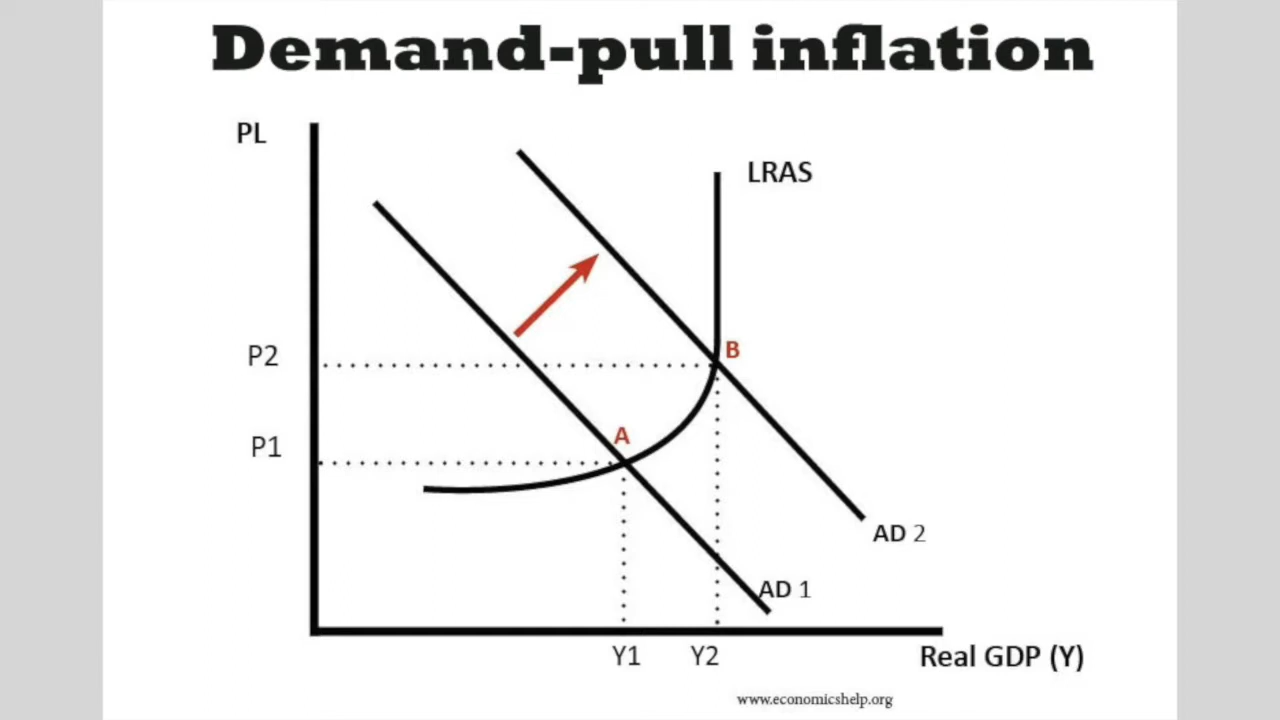 Demand-pull inflation
PL
LRAS
P2
B
A
P1
AD 2
AD 1
Y1
Y2
Real GDP (Y)
www.economicshelp.org